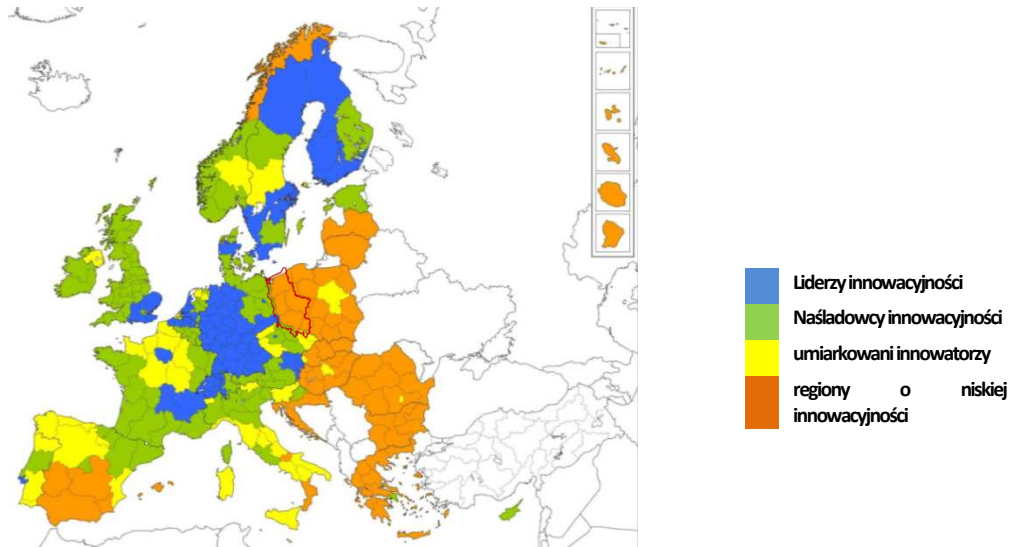 Liderzy innowacyjności
Naśladowcy innowacyjności
umiarkowani innowatorzy
regiony o niskiej
innowacyjności